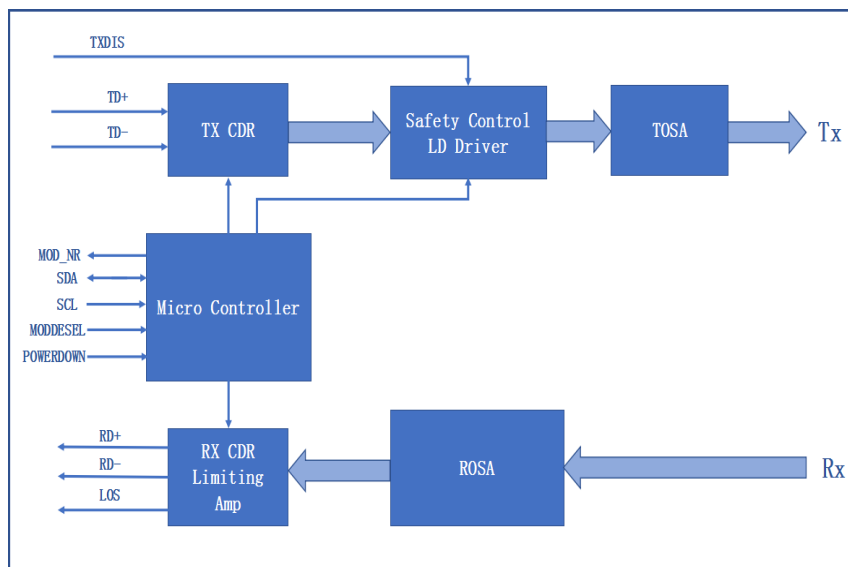 TXDIS
TD+
TD-
TX CDR
Safety Control
LD Driver
TOSA
Tx
MOD_NR
SDA
SCL
MODDESEL
POWERDOWN
Micro Controller
RD+
RD-
LOS
RX CDR
Limiting
Amp
ROSA
Rx